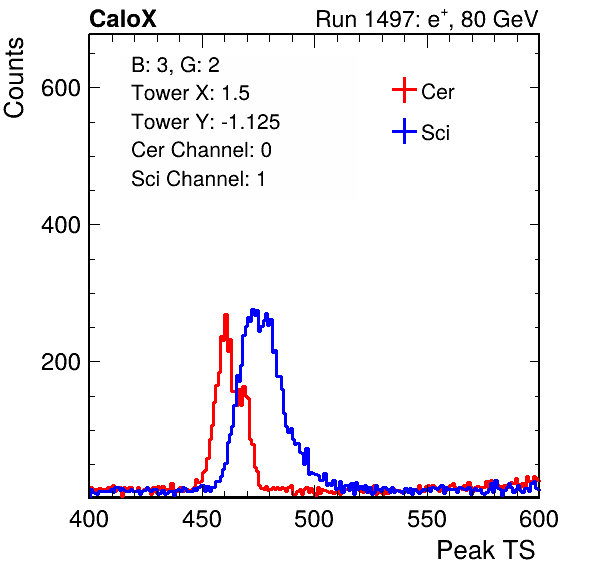 CaloX Run 1497: e⁺, 80 GeV
Counts
B: 3, G: 2
Tower X: 1.5
Tower Y: -1.125
Cer Channel: 0
Sci Channel: 1
Cer
Sci
600
400
200
400 450 500 550 600
Peak TS